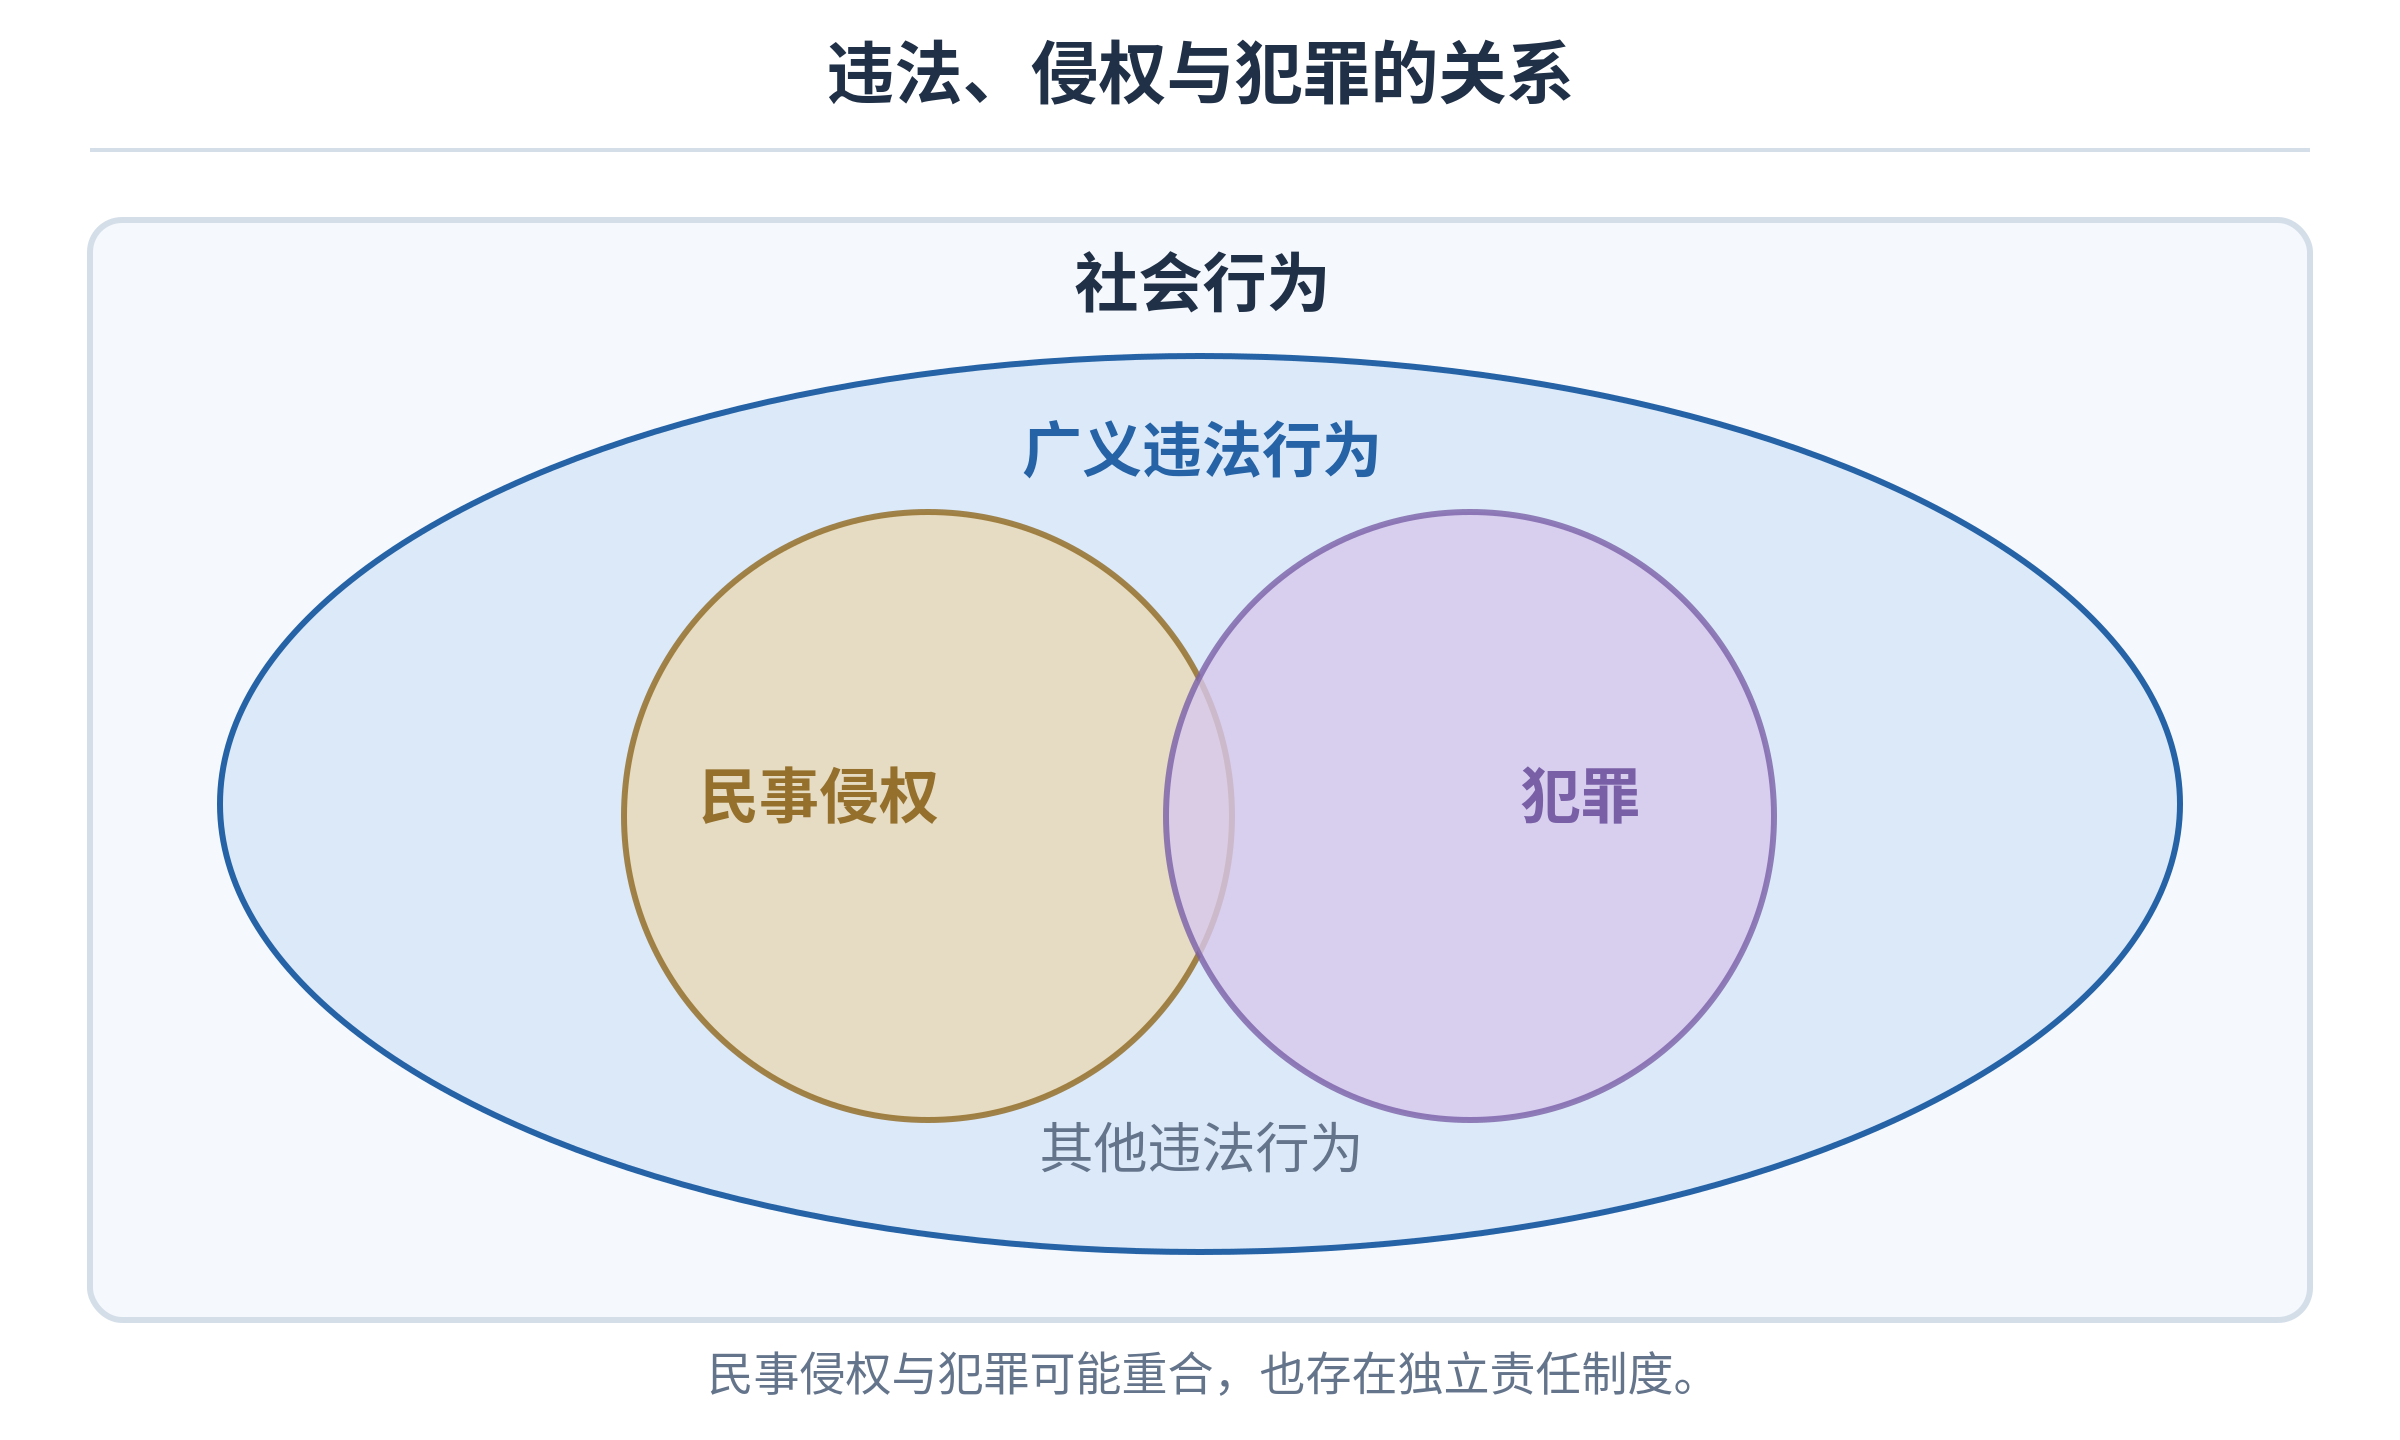 违法、侵权与犯罪的关系
社会行为
广义违法行为
民事侵权
犯罪
其他违法行为
民事侵权与犯罪可能重合，也存在独立责任制度。